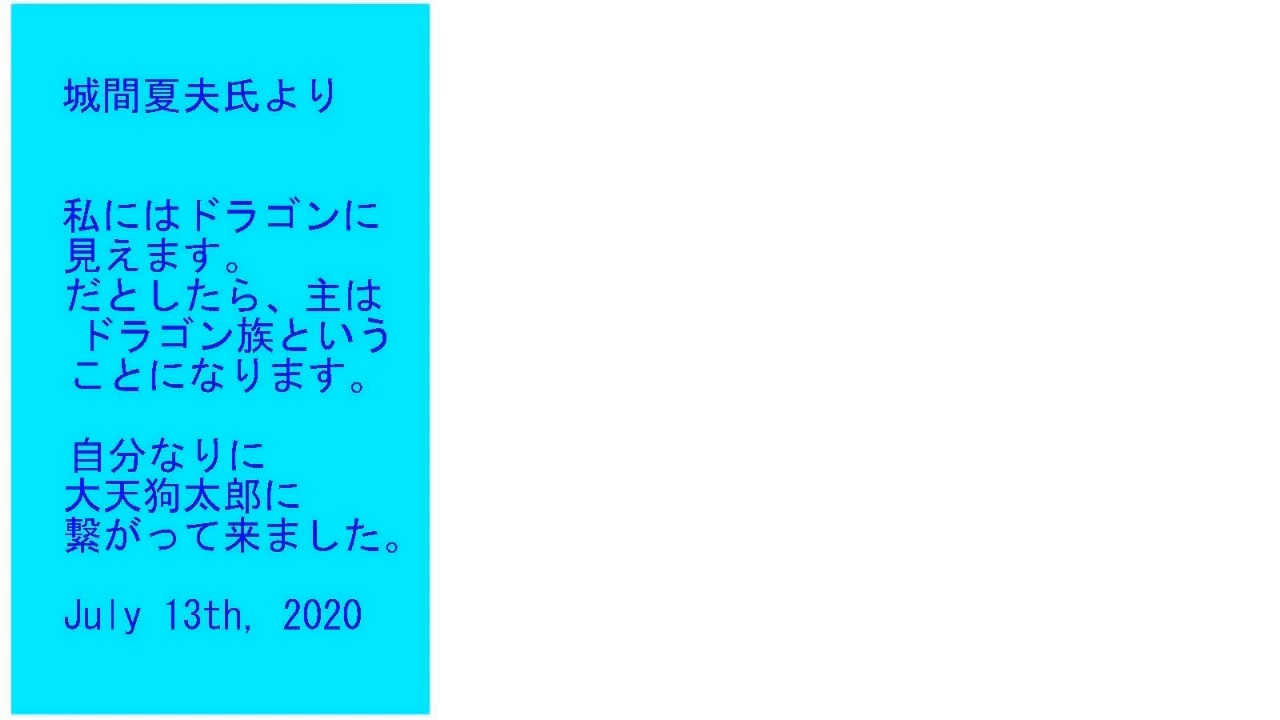 城間夏夫氏より
私にはドラゴンに
見えます。
だとしたら、主は
ドラゴン族という
ことになります。
自分なりに
大天狗太郎に
繋がって来ました。
July 13th, 2020